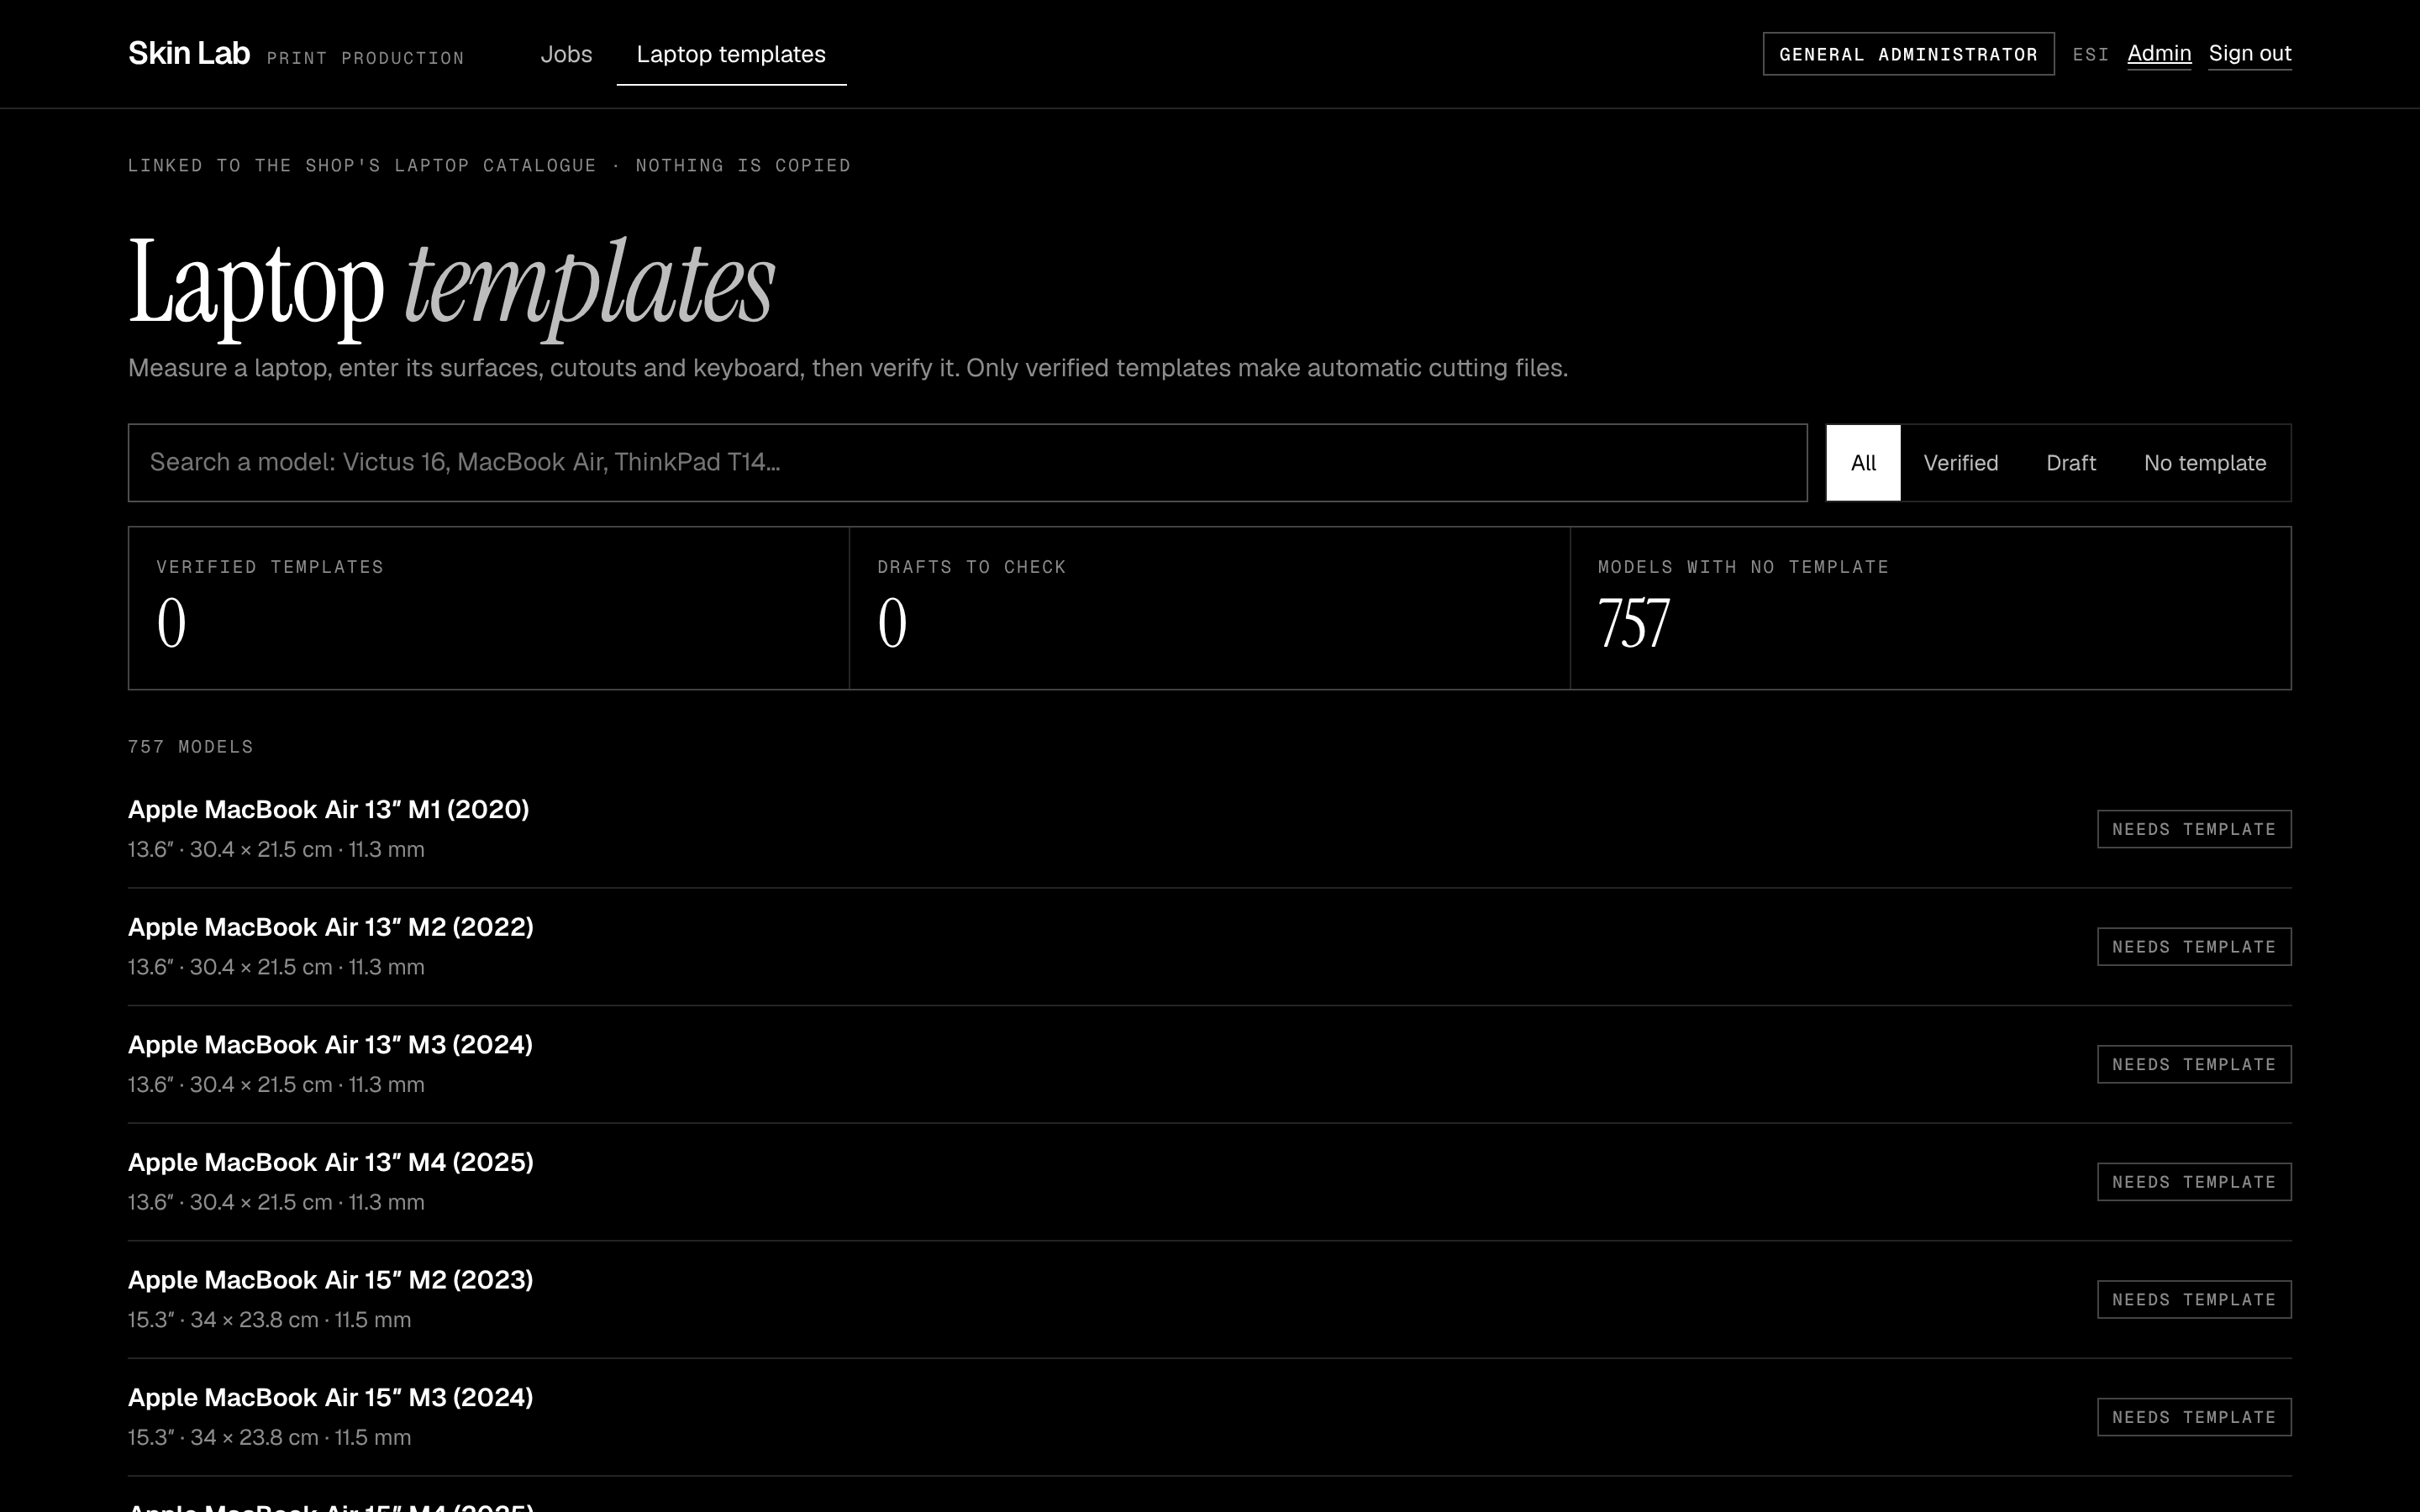 Skin Lab PRINT PRODUCTION Jobs Laptop templates GENERAL ADMINISTRATOR ESI Admin Sign out
LINKED TO THE SHOP'S LAPTOP CATALOGUE · NOTHING IS COPIED
Laptop templates
Measure a laptop, enter its surfaces, cutouts and keyboard, then verify it. Only verified templates make automatic cutting files.
Search a model: Victus 16, MacBook Air, ThinkPad T14… All Verified Draft No template
VERIFIED TEMPLATES DRAFTS TO CHECK MODELS WITH NO TEMPLATE
0 0 757
757 MODELS
Apple MacBook Air 13″ M1 (2020)
13.6″ · 30.4 × 21.5 cm · 11.3 mm
NEEDS TEMPLATE
Apple MacBook Air 13″ M2 (2022)
13.6″ · 30.4 × 21.5 cm · 11.3 mm
NEEDS TEMPLATE
Apple MacBook Air 13″ M3 (2024)
13.6″ · 30.4 × 21.5 cm · 11.3 mm
NEEDS TEMPLATE
Apple MacBook Air 13″ M4 (2025)
13.6″ · 30.4 × 21.5 cm · 11.3 mm
NEEDS TEMPLATE
Apple MacBook Air 15″ M2 (2023)
15.3″ · 34 × 23.8 cm · 11.5 mm
NEEDS TEMPLATE
Apple MacBook Air 15″ M3 (2024)
15.3″ · 34 × 23.8 cm · 11.5 mm
NEEDS TEMPLATE
Apple MacBook Air 15″ M4 (2025)